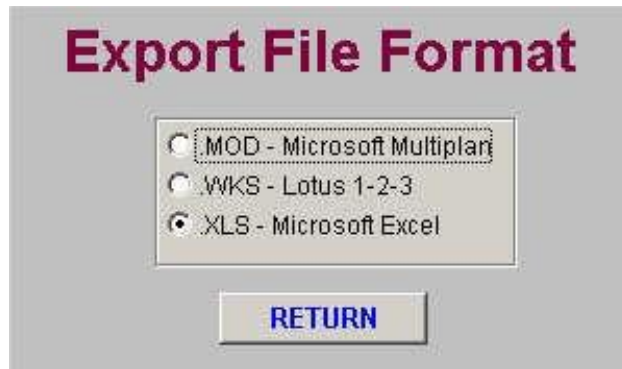 Export File Format
.MOD - Microsoft Multiplan
.WKS - Lotus 1-2-3
.XLS - Microsoft Excel
RETURN